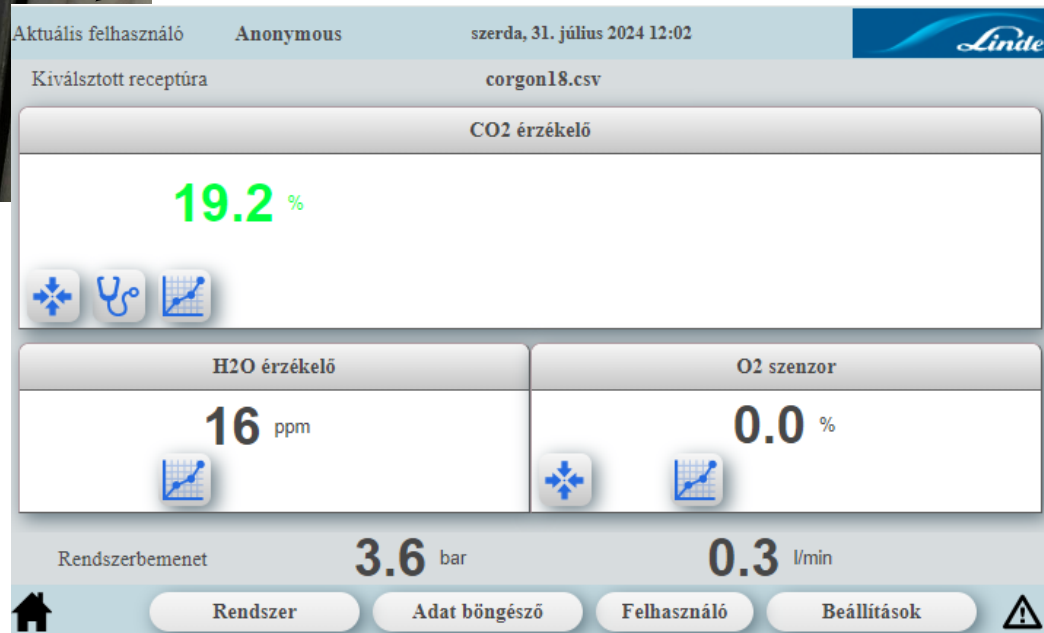 Aktuális felhasználó Anonymous szerda, 31. július 2024 12:02 Linde
Kiválsztott receptúra corgon18.csv
CO2 érzékelő
19.2 %
H2O érzékelő O2 szenzor
16 ppm 0.0 %
Rendszerbemenet 3.6 bar 0.3 l/min
Rendszer Adat böngésző Felhasználó Beállítások